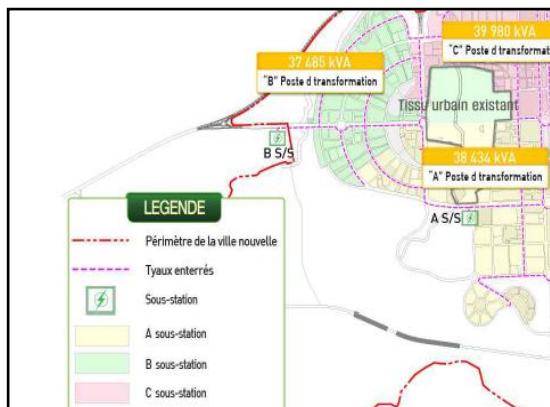 39 980 kVA
"C" Poste d transformat
37 485 kVA
"B" Poste d transformation
Tissu urbain existant
B S/S
38 434 kVA
"A" Poste d transformation
A S/S
LEGENDE
Périmètre de la ville nouvelle
Tyaux enterrés
Sous-station
A sous-station
B sous-station
C sous-station